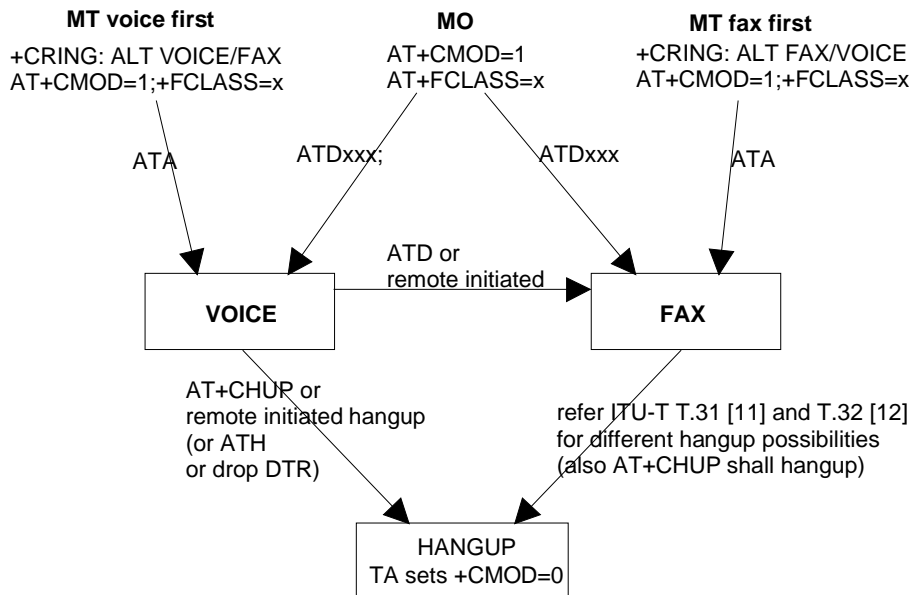 MT voice first
+CRING: ALT VOICE/FAX
AT+CMOD=1;+FCLASS=x
MO
AT+CMOD=1
AT+FCLASS=x
MT fax first
+CRING: ALT FAX/VOICE
AT+CMOD=1;+FCLASS=x
ATA
ATDxxx;
ATDxxx
ATA
ATD or
remote initiated
VOICE
FAX
AT+CHUP or
remote initiated hangup
(or ATH
or drop DTR)
refer ITU-T T.31 [11] and T.32 [12]
for different hangup possibilities
(also AT+CHUP shall hangup)
HANGUP
TA sets +CMOD=0